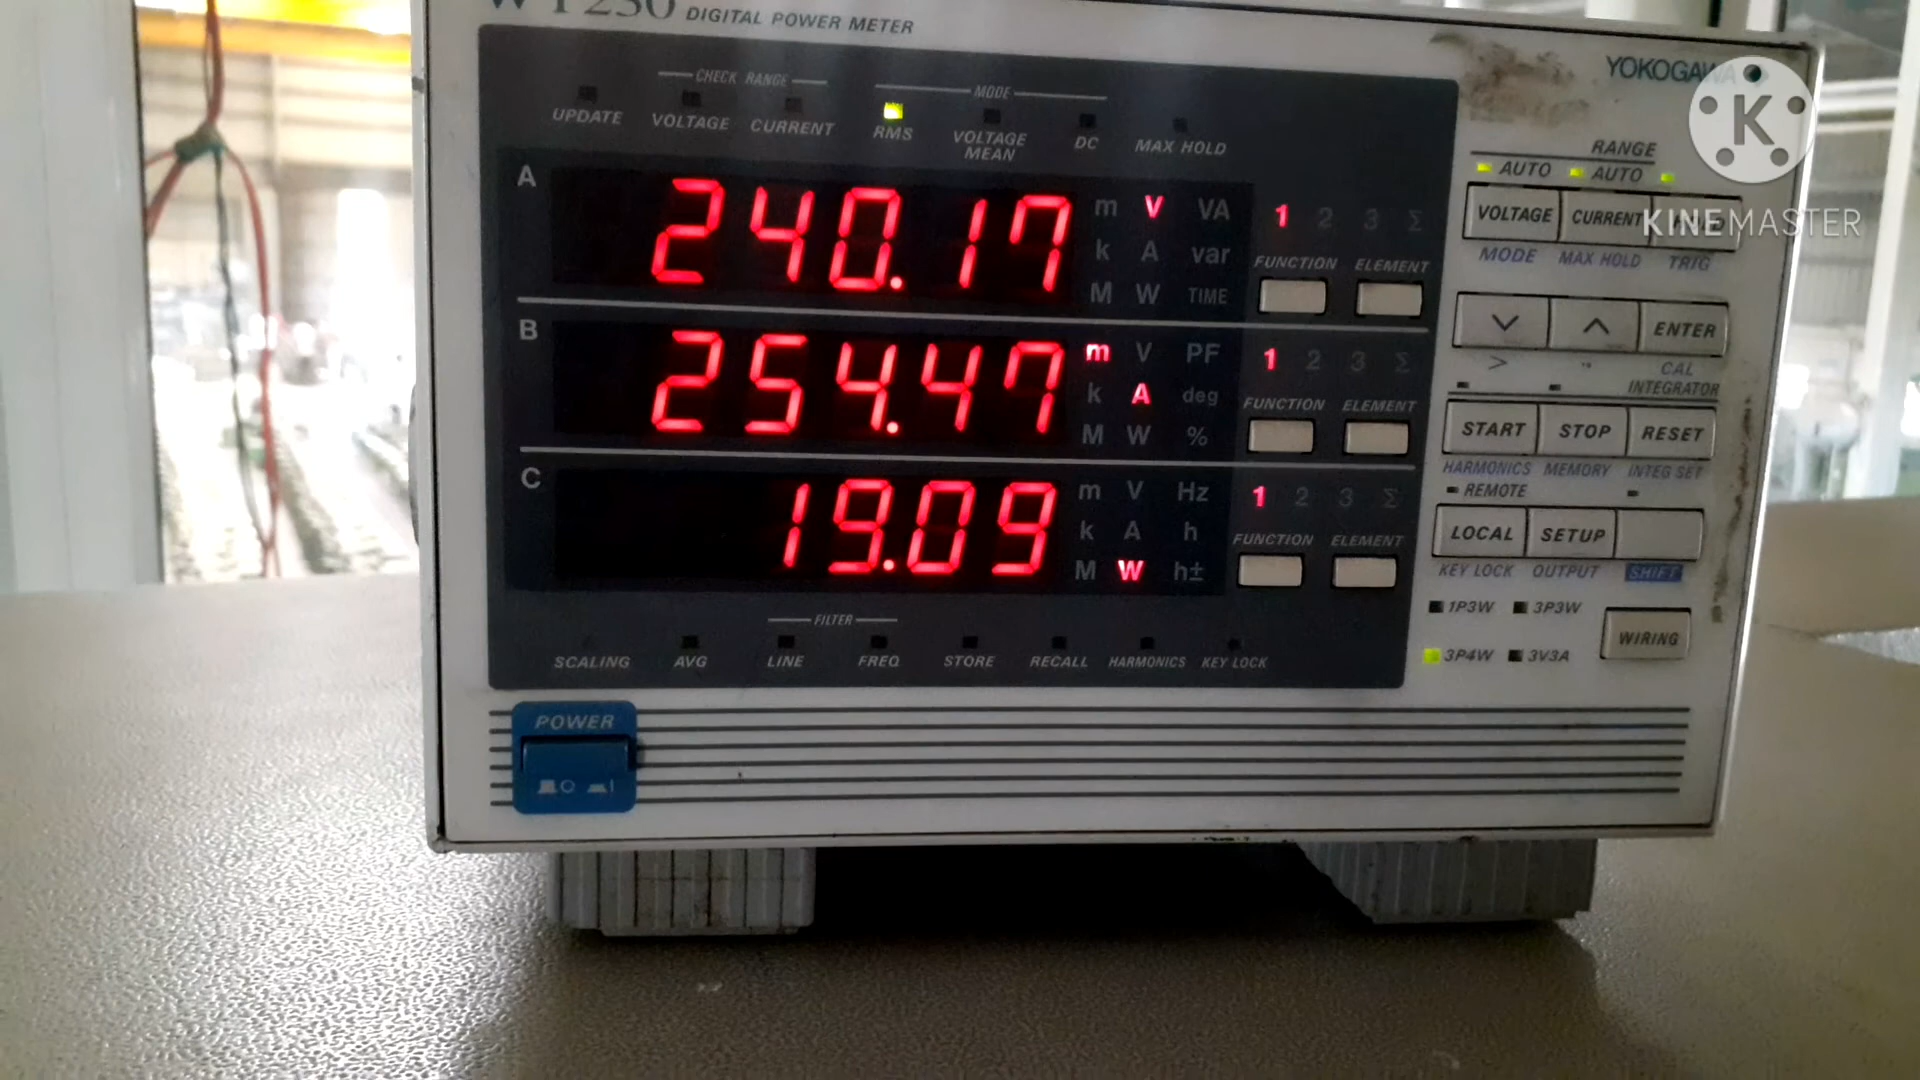 WT230 DIGITAL POWER METER
YOKOGAWA
K
KINEMASTER
CHECK RANGE
MODE
UPDATE VOLTAGE CURRENT RMS VOLTAGE MEAN DC MAX HOLD
RANGE
AUTO AUTO
VOLTAGE CURRENT
MODE MAX HOLD TRIG
A 240.17 m V VA 1 2 3 Σ
k A var
M W TIME
FUNCTION ELEMENT
B 254.47 m V PF 1 2 3 Σ
k A deg
M W %
FUNCTION ELEMENT
ENTER
> CAL
INTEGRATOR
START STOP RESET
HARMONICS MEMORY INTEG SET
C 19.09 m V Hz 1 2 3 Σ
k A h
M W h±
FUNCTION ELEMENT
REMOTE
LOCAL SETUP
KEY LOCK OUTPUT SHIFT
1P3W 3P3W
3P4W 3V3A
WIRING
FILTER
SCALING AVG LINE FREQ STORE RECALL HARMONICS KEY LOCK
POWER